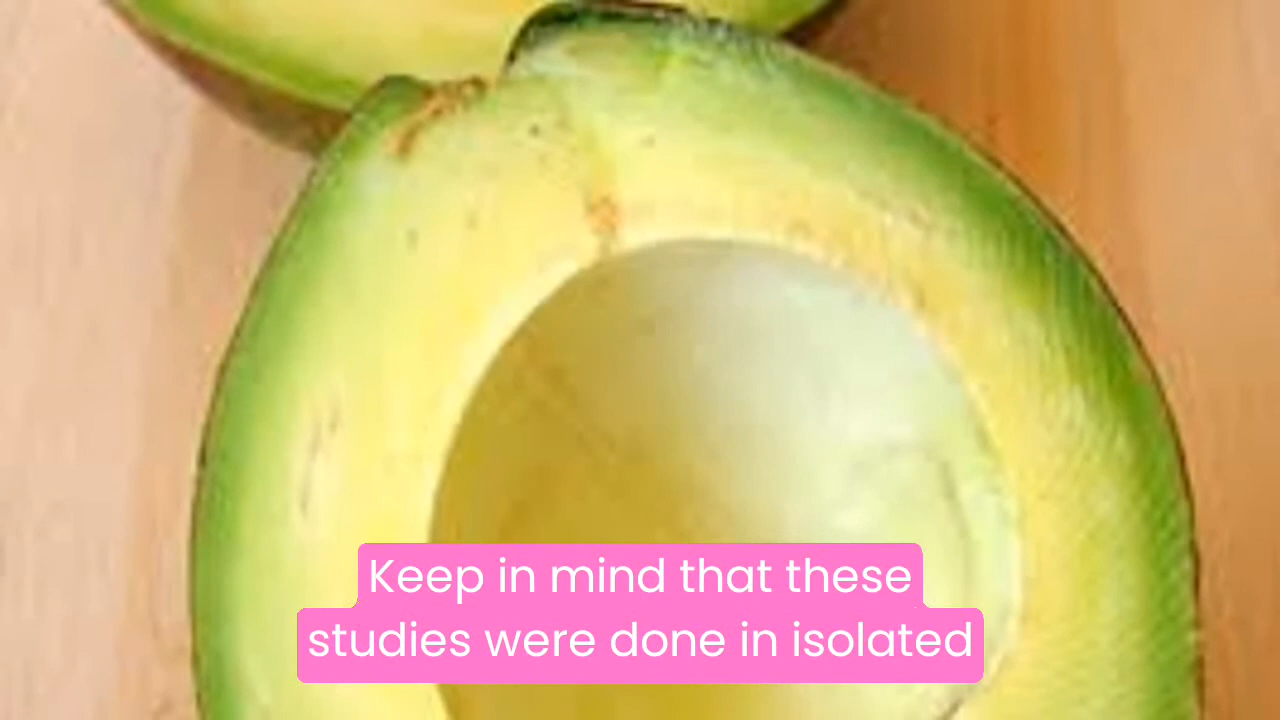 Keep in mind that these
studies were done in isolated